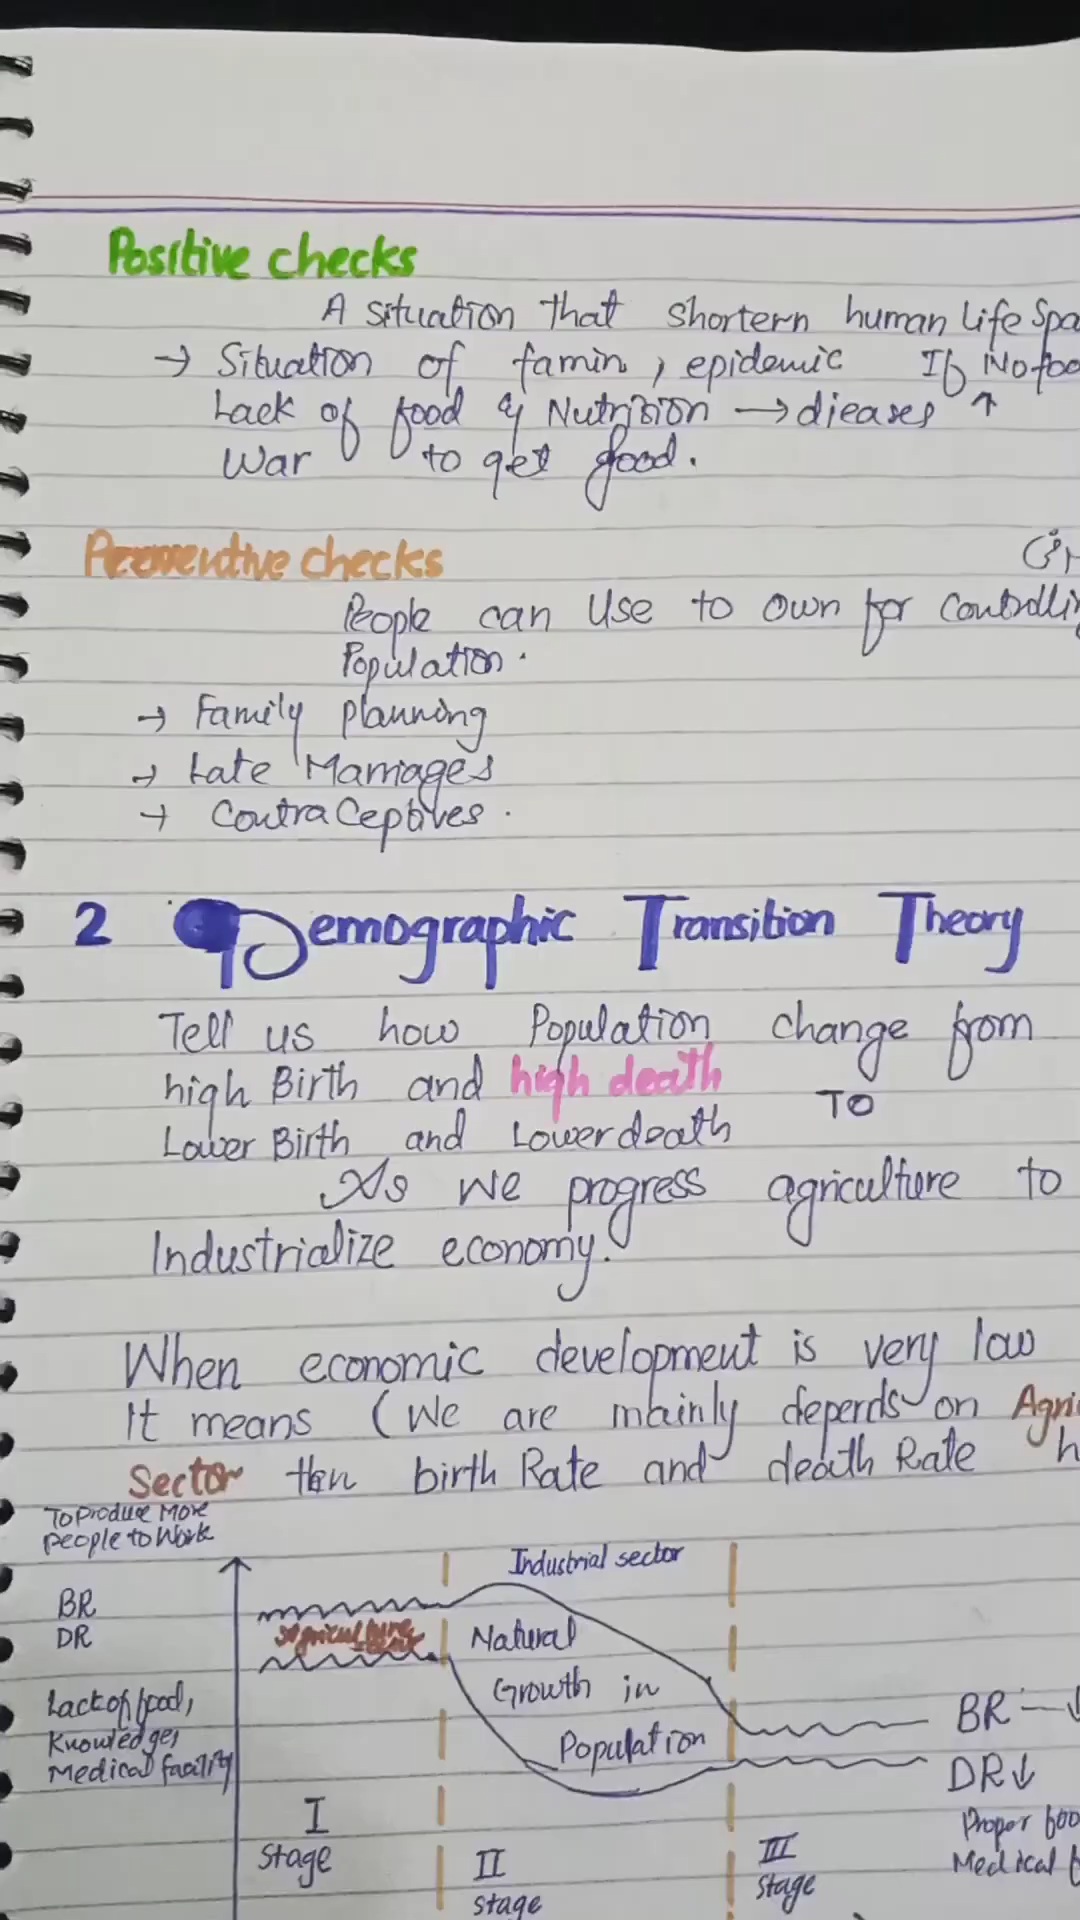 Positive checks
A situation that shortern human life Spa
→ Situation of famin, epidemic If No foo
Lack of food & Nutrition → dieases ↑
War to get food.
Preventive checks
People can Use to own for Controllin
Population.
→ Family planning
→ Late Marriages
→ Contra Ceptives.
2 Demographic Transition Theory
Tell us how Population change from
high Birth and high death TO
Lower Birth and Lower death
As we progress agriculture to
Industrialize economy.
When economic development is very low
It means (We are mainly depends on Agri
Sector then birth Rate and death Rate h
To Produce More
People to Work
Industrial sector
BR
DR
Agriculture
Natural
Growth in
Population
Lack of food,
Knowledge,
Medical facility
BR ↓
DR ↓
Proper foo
Medical f
I
Stage
II
stage
III
stage